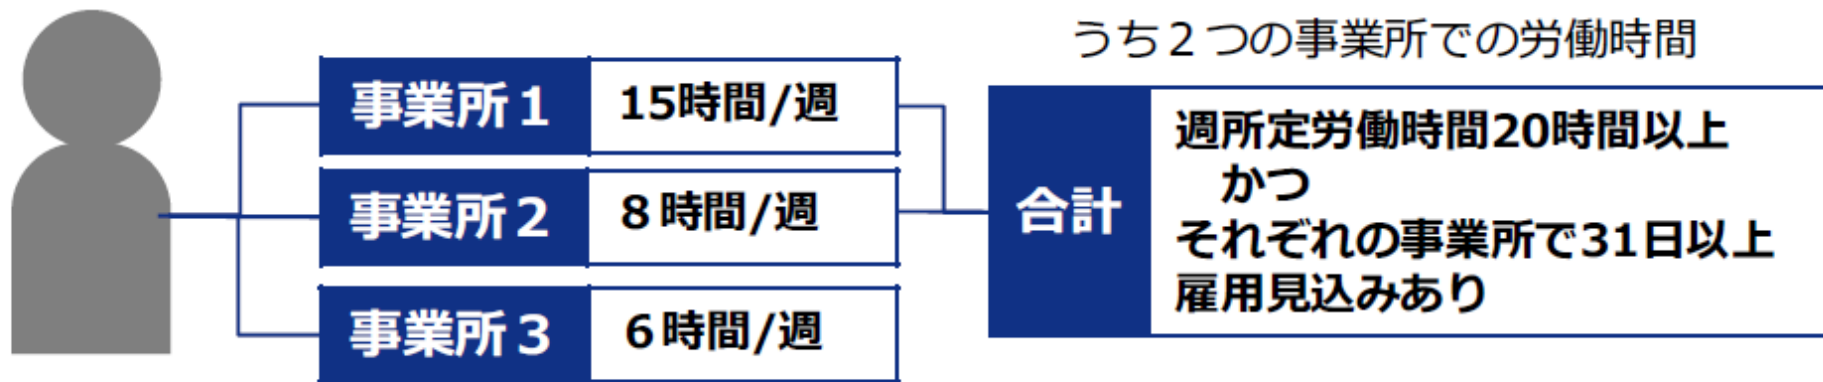 うち２つの事業所での労働時間
事業所１ 15時間/週
事業所２ ８時間/週
事業所３ ６時間/週
合計
週所定労働時間20時間以上
かつ
それぞれの事業所で31日以上
雇用見込みあり